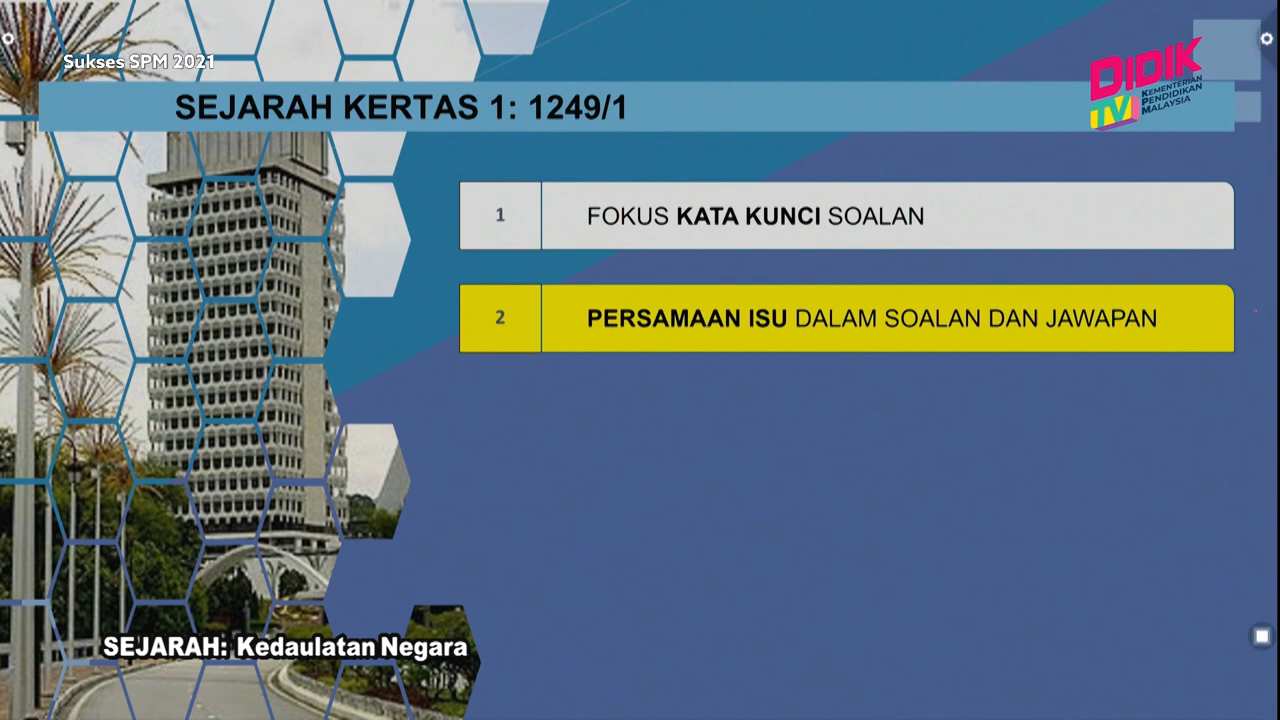 Sukses SPM 2021
SEJARAH KERTAS 1: 1249/1
DIDIK
TV
KEMENTERIAN
PENDIDIKAN
MALAYSIA
1
FOKUS KATA KUNCI SOALAN
2
PERSAMAAN ISU DALAM SOALAN DAN JAWAPAN
SEJARAH: Kedaulatan Negara